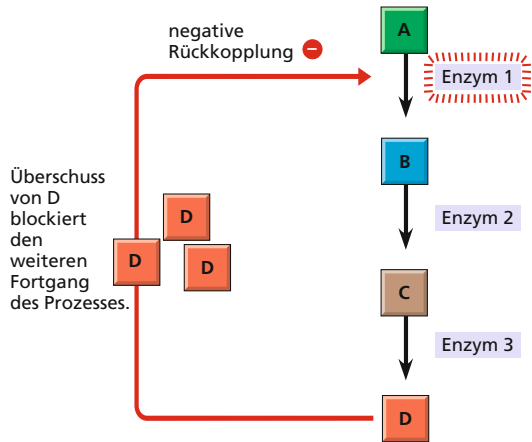 negative
Rückkopplung −
A
Enzym 1
B
Überschuss
von D
blockiert
den
weiteren
Fortgang
des Prozesses.
D
D
D
Enzym 2
C
Enzym 3
D